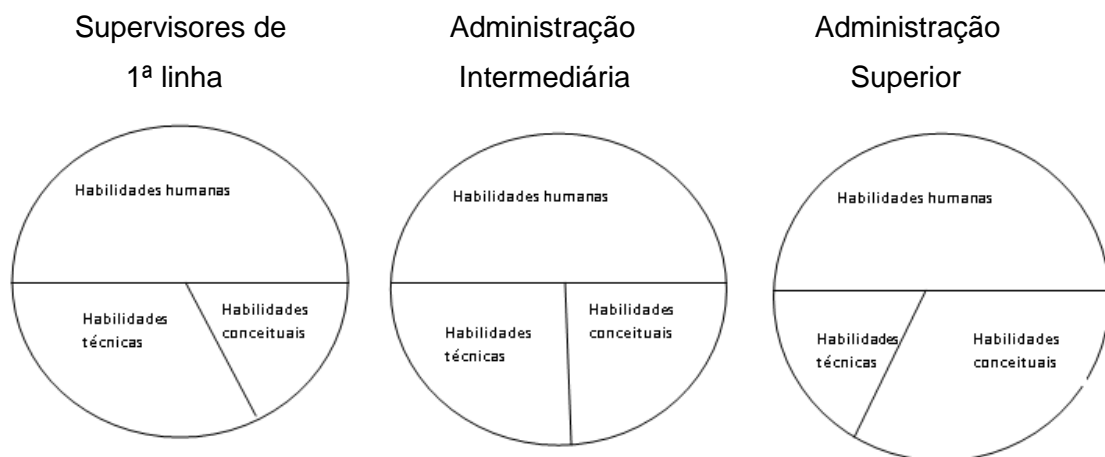 Supervisores de
1ª linha
Administração
Intermediária
Administração
Superior
Habilidades humanas
Habilidades
técnicas
Habilidades
conceituais
Habilidades humanas
Habilidades
técnicas
Habilidades
conceituais
Habilidades humanas
Habilidades
técnicas
Habilidades
conceituais